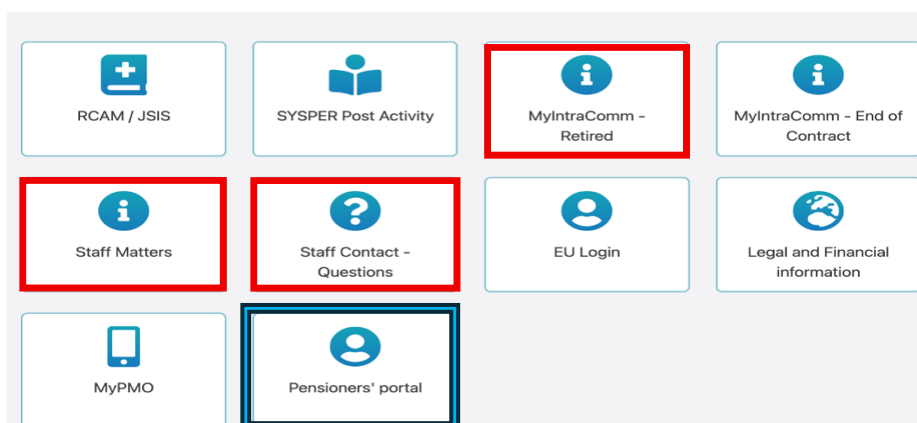 RCAM / JSIS
SYSPER Post Activity
MyIntraComm -
Retired
MyIntraComm - End of
Contract
Staff Matters
Staff Contact -
Questions
EU Login
Legal and Financial
information
MyPMO
Pensioners' portal